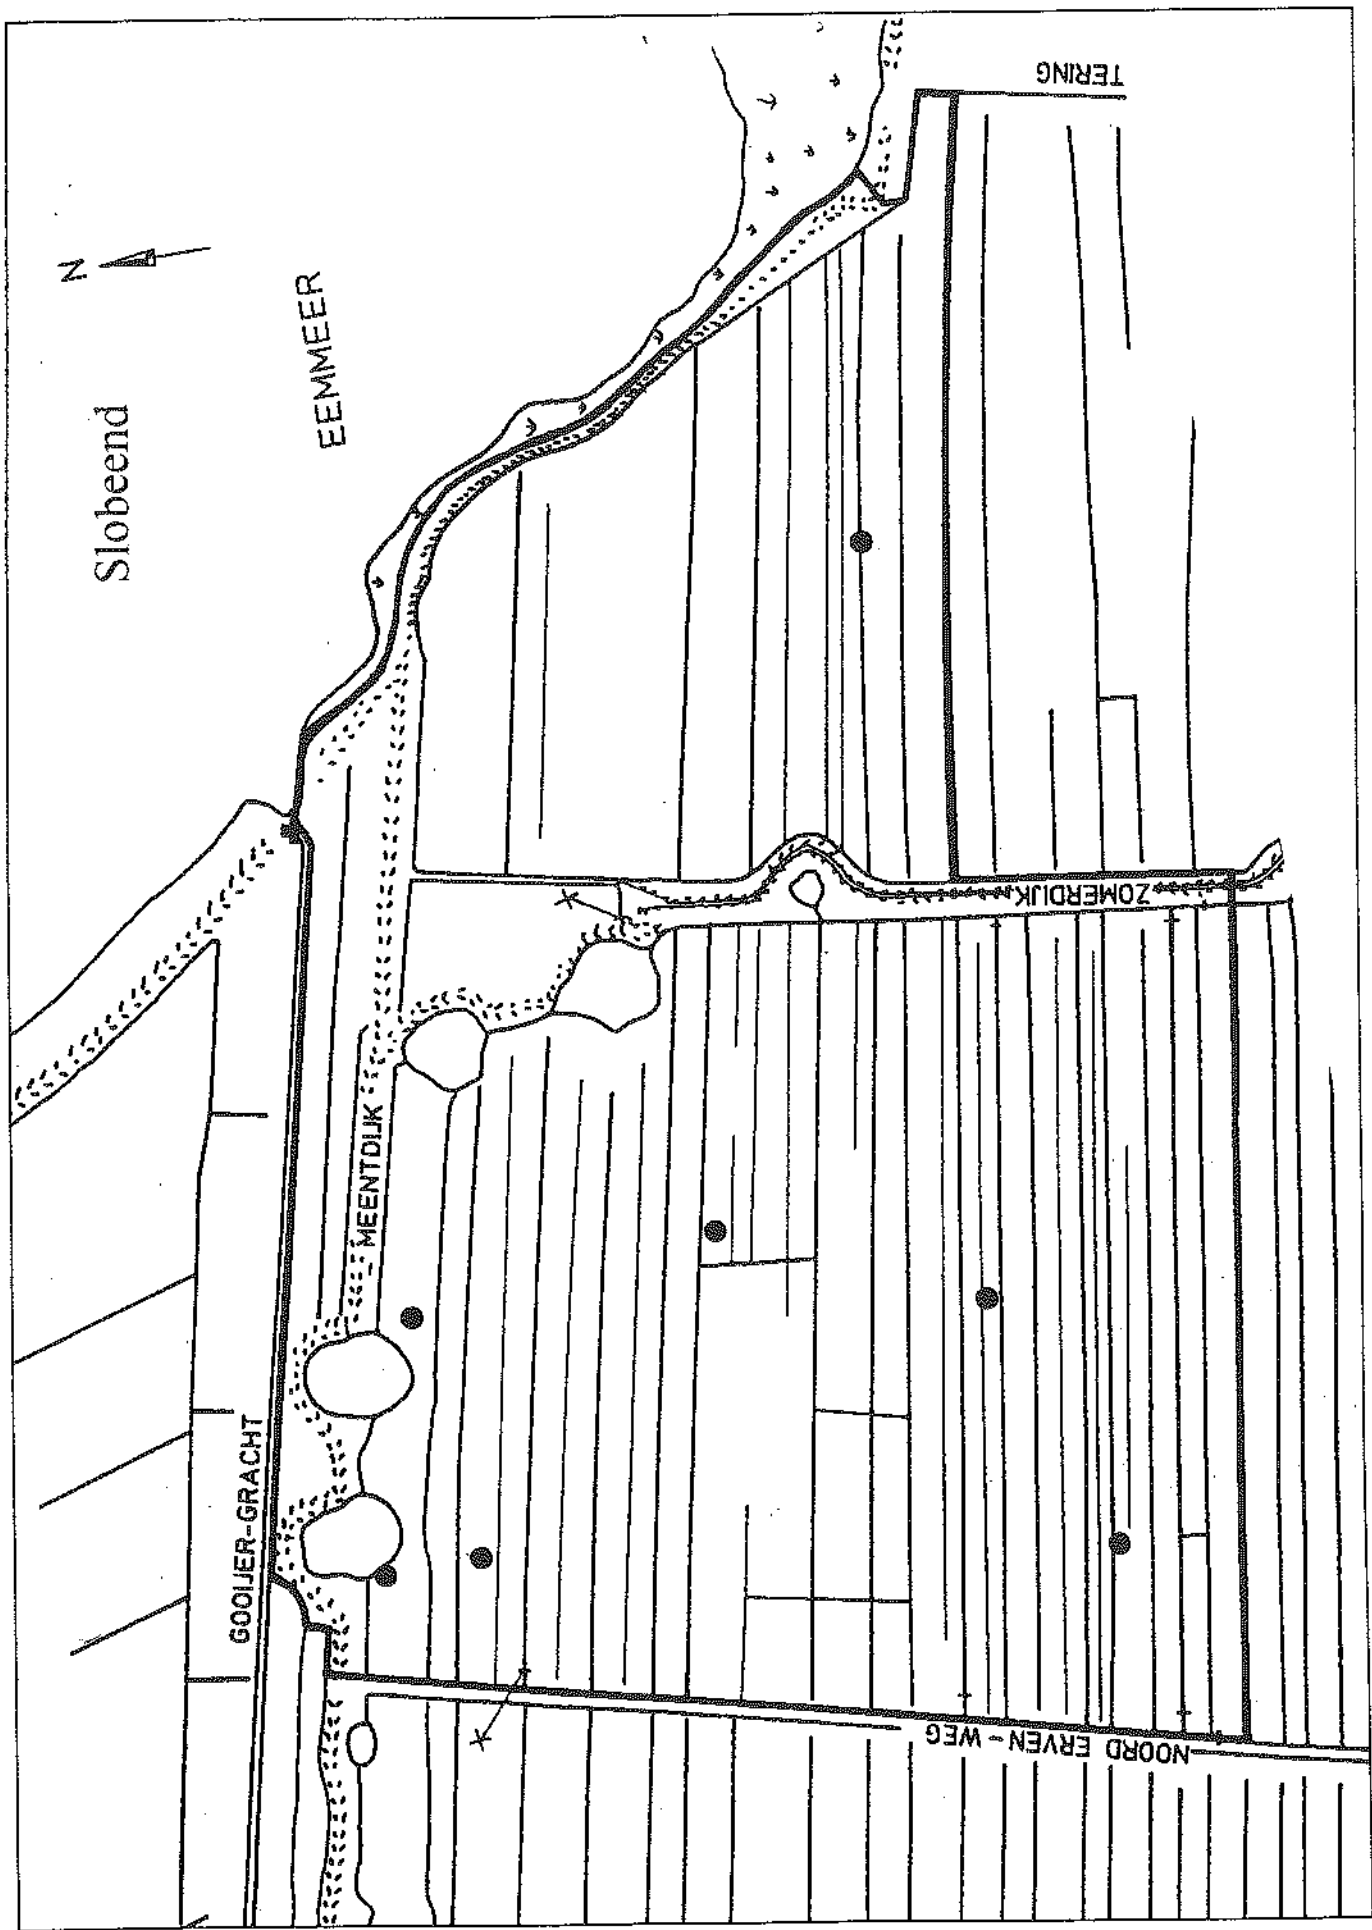 Slobeend
N
EEMMEER
TERING
GOOIJER-GRACHT
MEENTDIJK
ZOMERDIJK
NOORD ERVEN-WEG